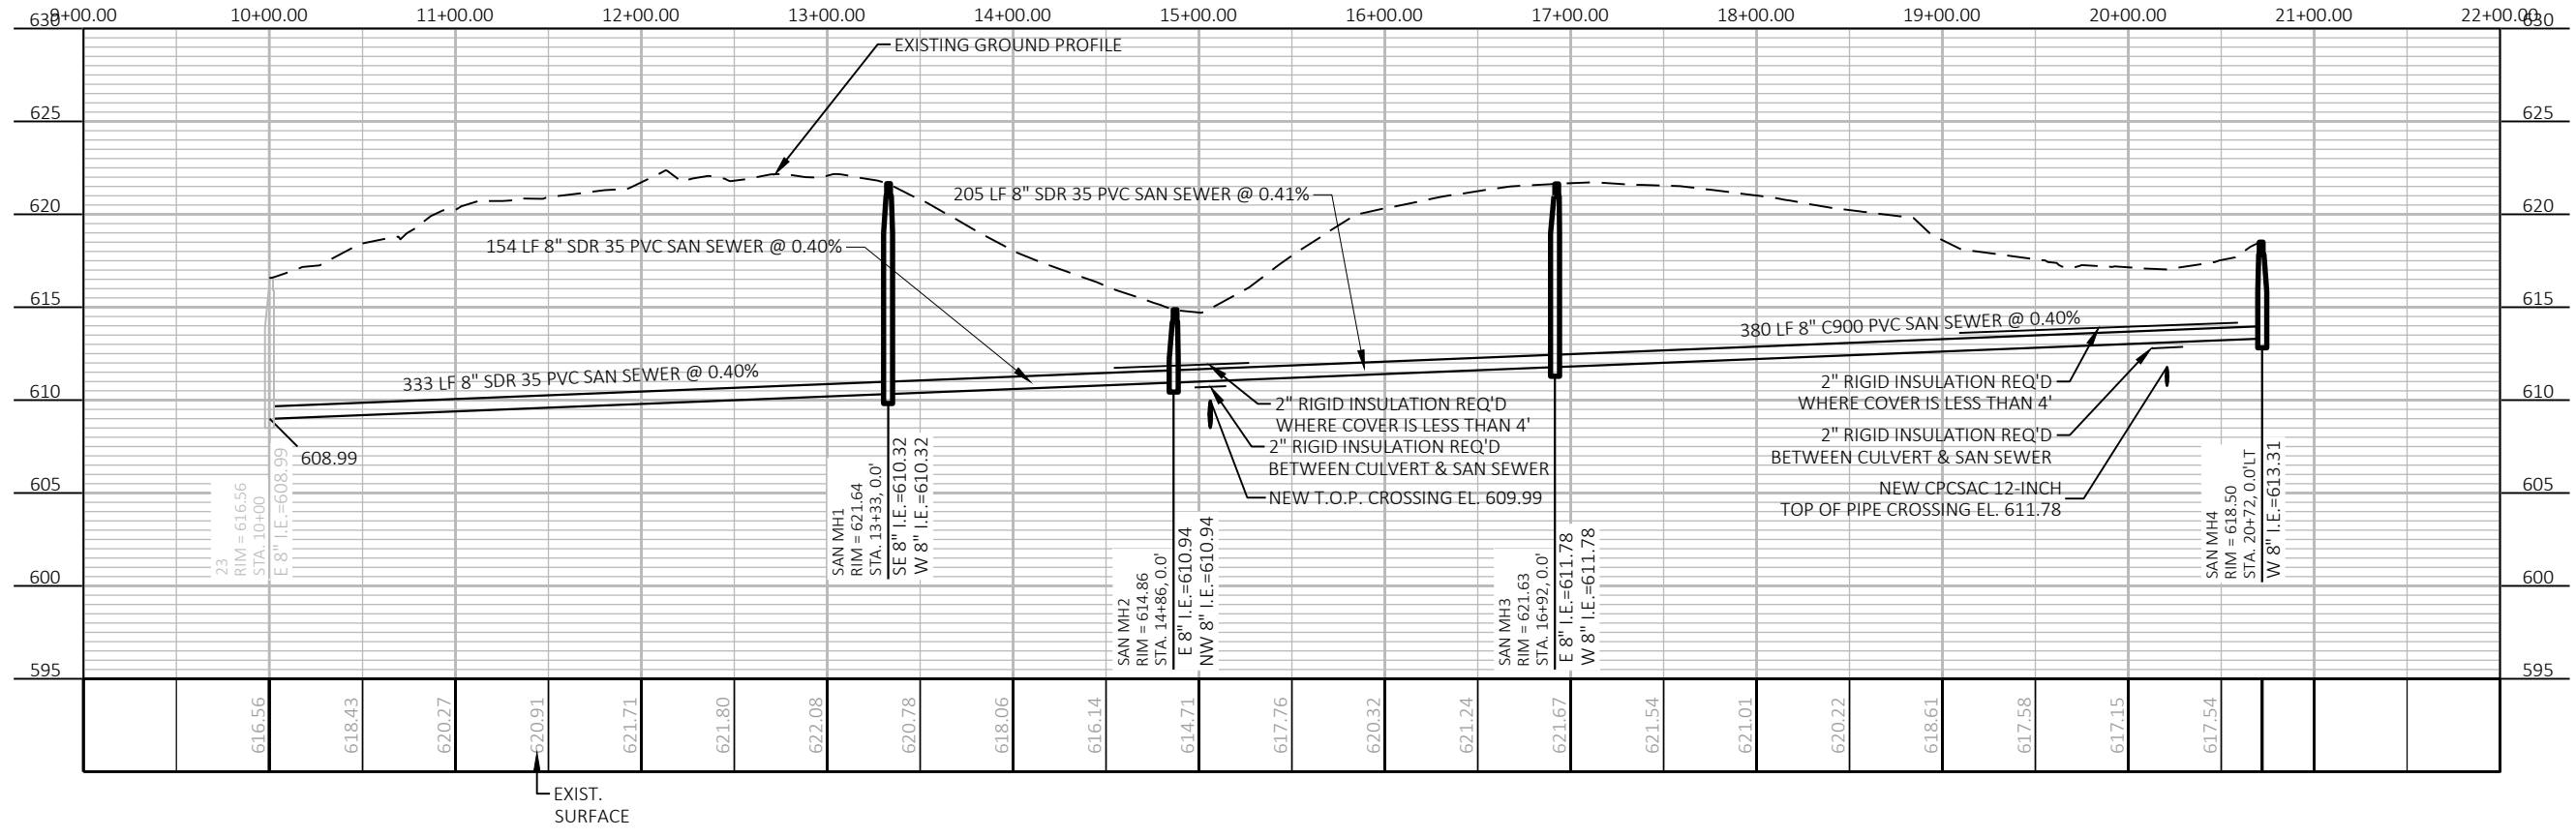 9+00.00 10+00.00 11+00.00 12+00.00 13+00.00 14+00.00 15+00.00 16+00.00 17+00.00 18+00.00 19+00.00 20+00.00 21+00.00 22+00.00
630 630
EXISTING GROUND PROFILE
625 625
205 LF 8" SDR 35 PVC SAN SEWER @ 0.41%
620 620
154 LF 8" SDR 35 PVC SAN SEWER @ 0.40%
615 615
380 LF 8" C900 PVC SAN SEWER @ 0.40%
333 LF 8" SDR 35 PVC SAN SEWER @ 0.40%
610 610
2" RIGID INSULATION REQ'D
WHERE COVER IS LESS THAN 4'
2" RIGID INSULATION REQ'D
BETWEEN CULVERT & SAN SEWER
NEW T.O.P. CROSSING EL. 609.99
2" RIGID INSULATION REQ'D
WHERE COVER IS LESS THAN 4'
2" RIGID INSULATION REQ'D
BETWEEN CULVERT & SAN SEWER
NEW CPCSAC 12-INCH
TOP OF PIPE CROSSING EL. 611.78
608.99
605 605
600 600
595 595
23
RIM = 616.56
STA. 10+00
E 8" I.E.=608.99
SAN MH1
RIM = 621.64
STA. 13+33, 0.0'
SE 8" I.E.=610.32
W 8" I.E.=610.32
SAN MH2
RIM = 614.86
STA. 14+86, 0.0'
E 8" I.E.=610.94
NW 8" I.E.=610.94
SAN MH3
RIM = 621.63
STA. 16+92, 0.0'
E 8" I.E.=611.78
W 8" I.E.=611.78
SAN MH4
RIM = 618.50
STA. 20+72, 0.0'LT
W 8" I.E.=613.31
616.56 618.43 620.27 620.91 621.71 621.80 622.08 620.78 618.06 616.14 614.71 617.76 620.32 621.24 621.67 621.54 621.01 620.22 618.61 617.58 617.15 617.54
EXIST.
SURFACE